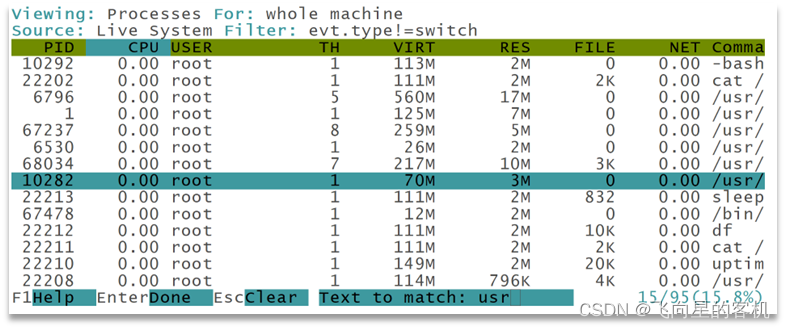 Viewing: Processes For: whole machine
Source: Live System Filter: evt.type!=switch
PID CPU USER TH VIRT RES FILE NET Comma
10292 0.00 root 1 113M 2M 0 0.00 -bash
22202 0.00 root 1 111M 2M 2K 0.00 cat /
6796 0.00 root 5 560M 17M 0 0.00 /usr/
1 0.00 root 1 125M 7M 0 0.00 /usr/
67237 0.00 root 8 259M 5M 0 0.00 /usr/
6530 0.00 root 1 26M 2M 0 0.00 /usr/
68034 0.00 root 7 217M 10M 3K 0.00 /usr/
10282 0.00 root 1 70M 3M 0 0.00 /usr/
22213 0.00 root 1 111M 2M 832 0.00 sleep
67478 0.00 root 1 12M 2M 0 0.00 /bin/
22212 0.00 root 1 111M 2M 10K 0.00 df
22211 0.00 root 1 111M 2M 2K 0.00 cat /
22210 0.00 root 1 149M 2M 20K 0.00 uptim
22208 0.00 root 1 114M 796K 4K 0.00 /usr/
F1Help EnterDone EscClear Text to match: usr 15/95(15.8%)
CSDN @飞向星的客机